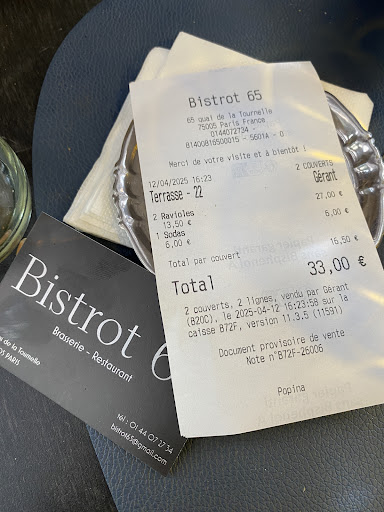 Bistrot 65
65 quai de la Tournelle
75005 Paris France
0144072734 -
81400816500015 - 5601A - 0
Merci de votre visite et à bientôt !
12/04/2025 16:23 2 COUVERTS
Terrasse - 22 Gérant
2 Ravioles 27,00 €
13,50 €
1 Sodas 6,00 €
6,00 €
Total par couvert 16,50 €
Total 33,00 €
2 couverts, 2 lignes, vendu par Gérant
(820C), le 2025-04-12 16:23:58 sur la
caisse B72F, version 11.3.5 (11591)
Document provisoire de vente
Note n°B72F-26006
Popina
Bistrot 6
Brasserie - Restaurant
de la Tournelle
PARIS
tél : 01 44 07 27 34
bistrot65@gmail.com